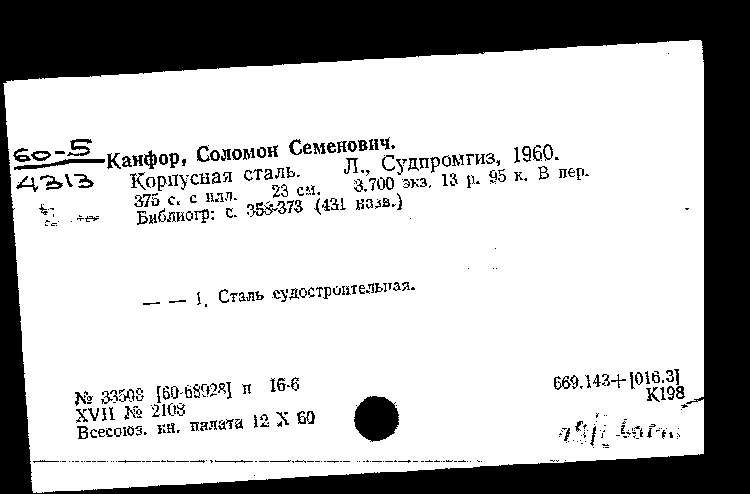 60-5
4313
Канфор, Соломон Семенович.
Корпусная сталь. Л., Судпромгиз, 1960.
375 с. с илл. 23 см. 3.700 экз. 13 р. 95 к. В пер.
Библиогр: с. 358-373 (431 назв.)
— — 1. Сталь судостроительная.
№ 33508 [60-68928] п 16-6
XVII № 2108
Всесоюз. кн. палата 12 X 60
669.143+[016.3]
К198